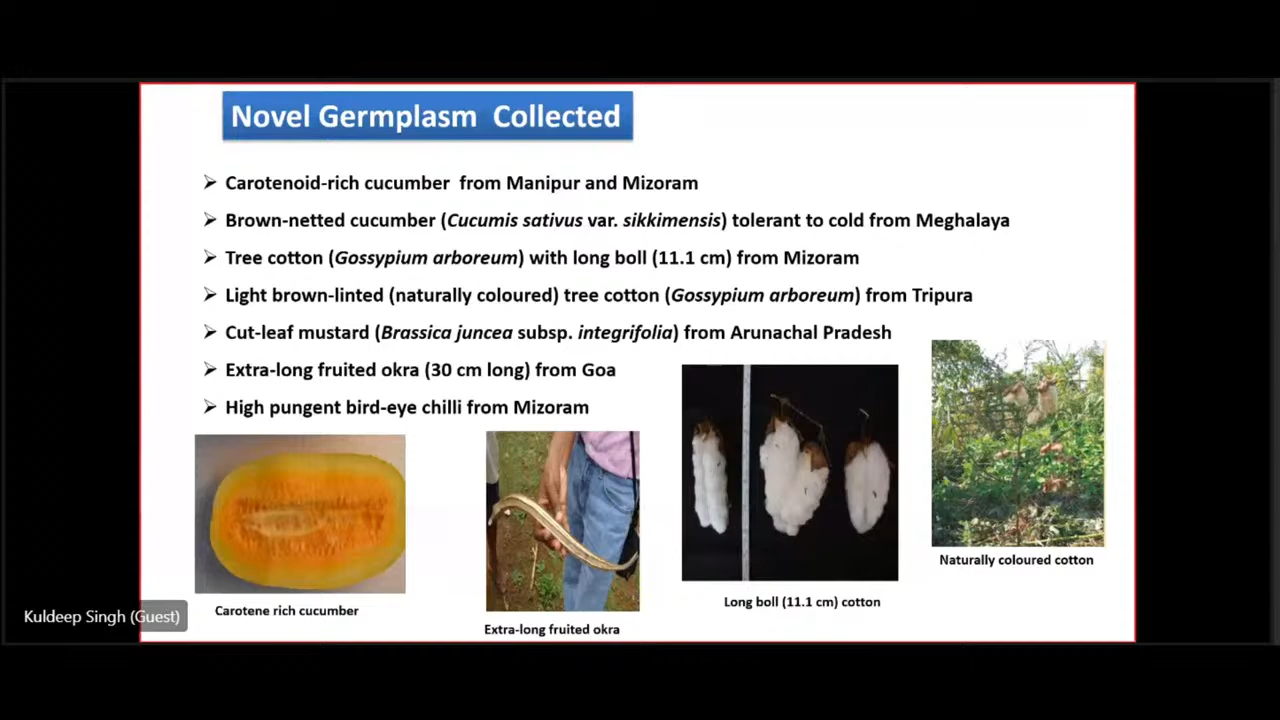 Novel Germplasm Collected
➢ Carotenoid-rich cucumber from Manipur and Mizoram
➢ Brown-netted cucumber (Cucumis sativus var. sikkimensis) tolerant to cold from Meghalaya
➢ Tree cotton (Gossypium arboreum) with long boll (11.1 cm) from Mizoram
➢ Light brown-linted (naturally coloured) tree cotton (Gossypium arboreum) from Tripura
➢ Cut-leaf mustard (Brassica juncea subsp. integrifolia) from Arunachal Pradesh
➢ Extra-long fruited okra (30 cm long) from Goa
➢ High pungent bird-eye chilli from Mizoram
Naturally coloured cotton
Long boll (11.1 cm) cotton
Carotene rich cucumber
Kuldeep Singh (Guest)
Extra-long fruited okra